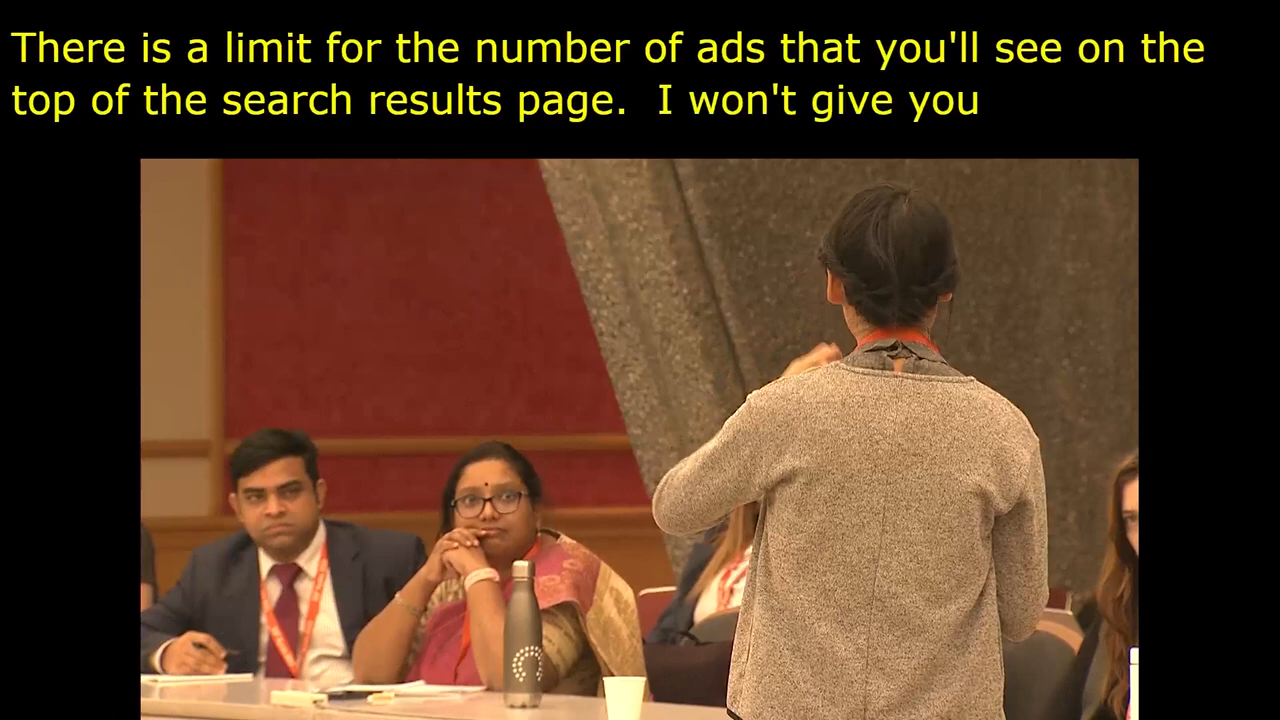 There is a limit for the number of ads that you'll see on the
top of the search results page.  I won't give you